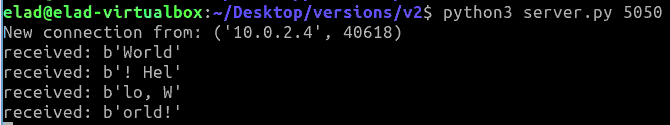 elad@elad-virtualbox:~/Desktop/versions/v2$ python3 server.py 5050
New connection from: ('10.0.2.4', 40618)
received: b'World'
received: b'! Hel'
received: b'lo, W'
received: b'orld!'